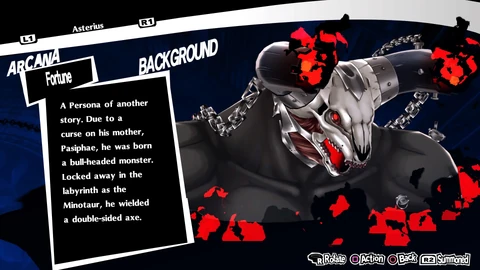 L1
Asterius
R1
ARCANA
Fortune
BACKGROUND
A Persona of another
story. Due to a
curse on his mother,
Pasiphae, he was born
a bull-headed monster.
Locked away in the
labyrinth as the
Minotaur, he wielded
a double-sided axe.
R Rotate Action Back R2 Summoned